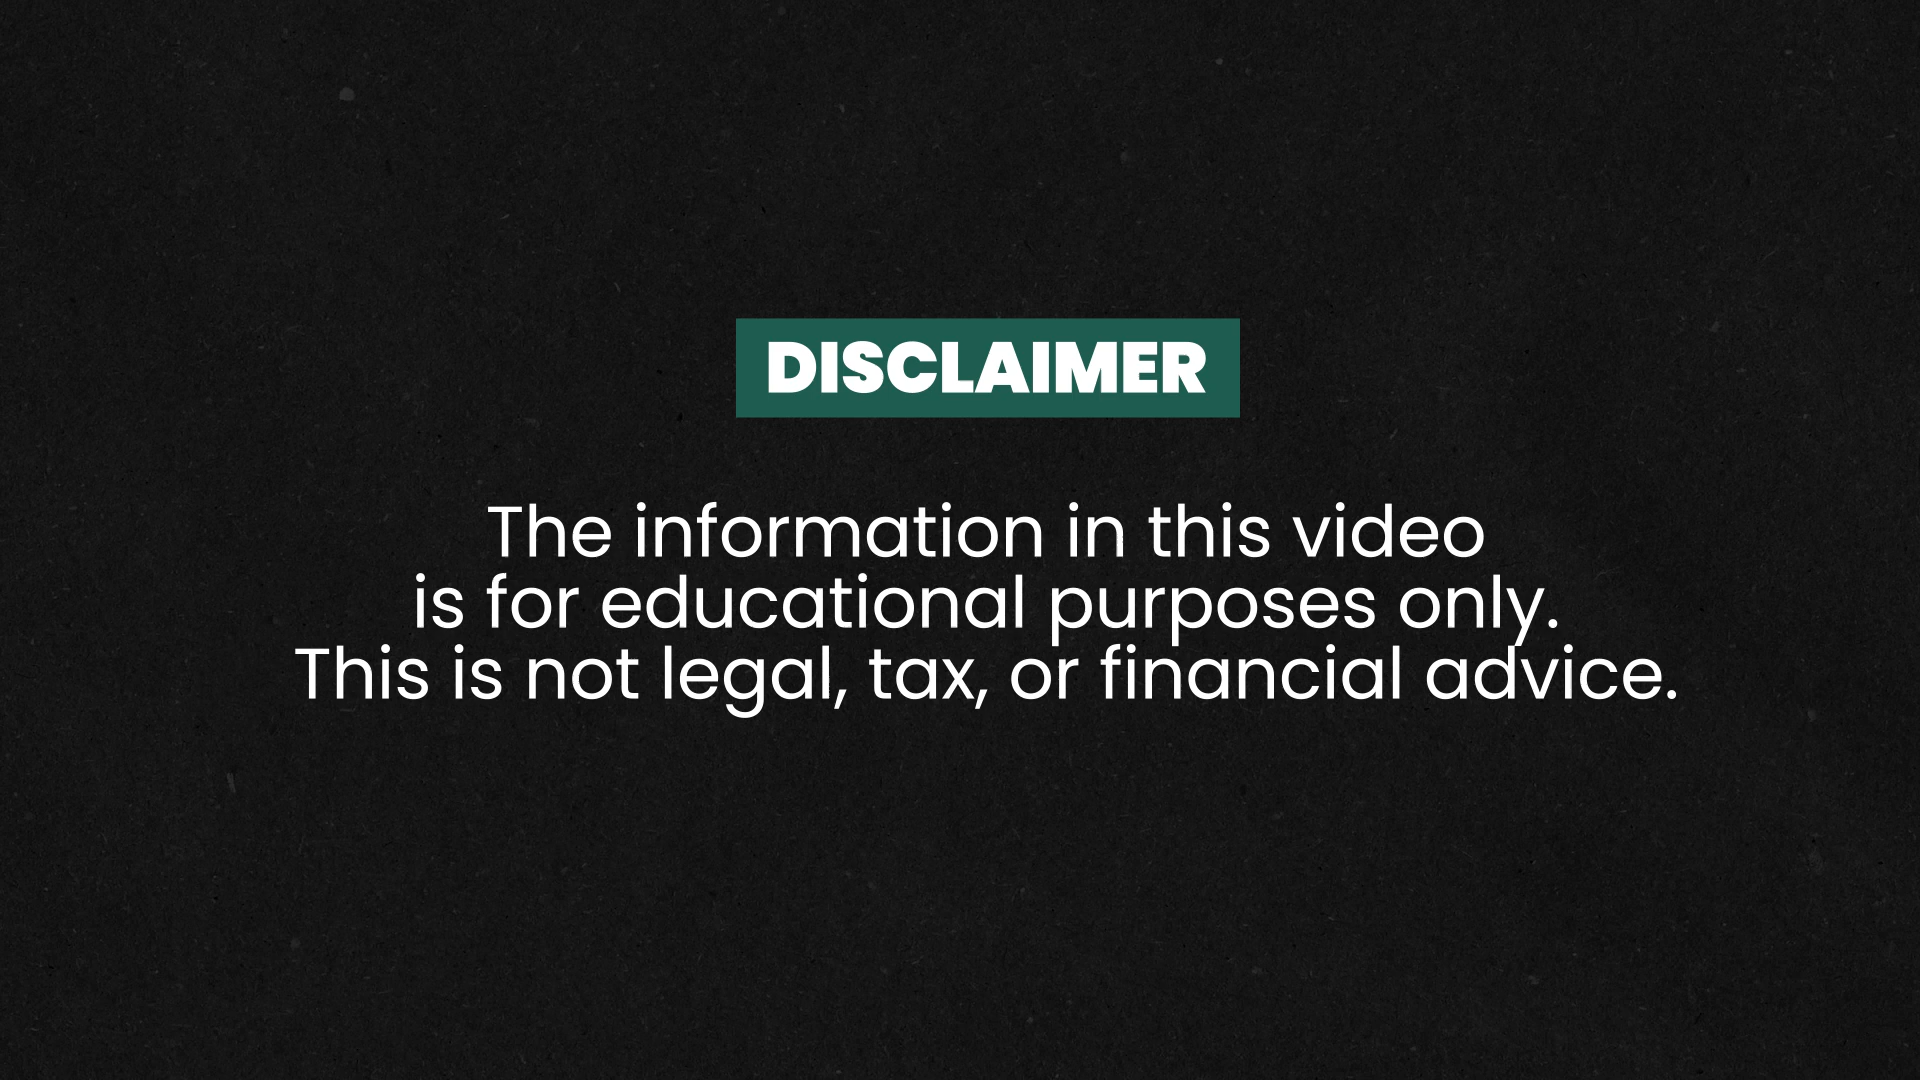 DISCLAIMER
The information in this video
is for educational purposes only.
This is not legal, tax, or financial advice.